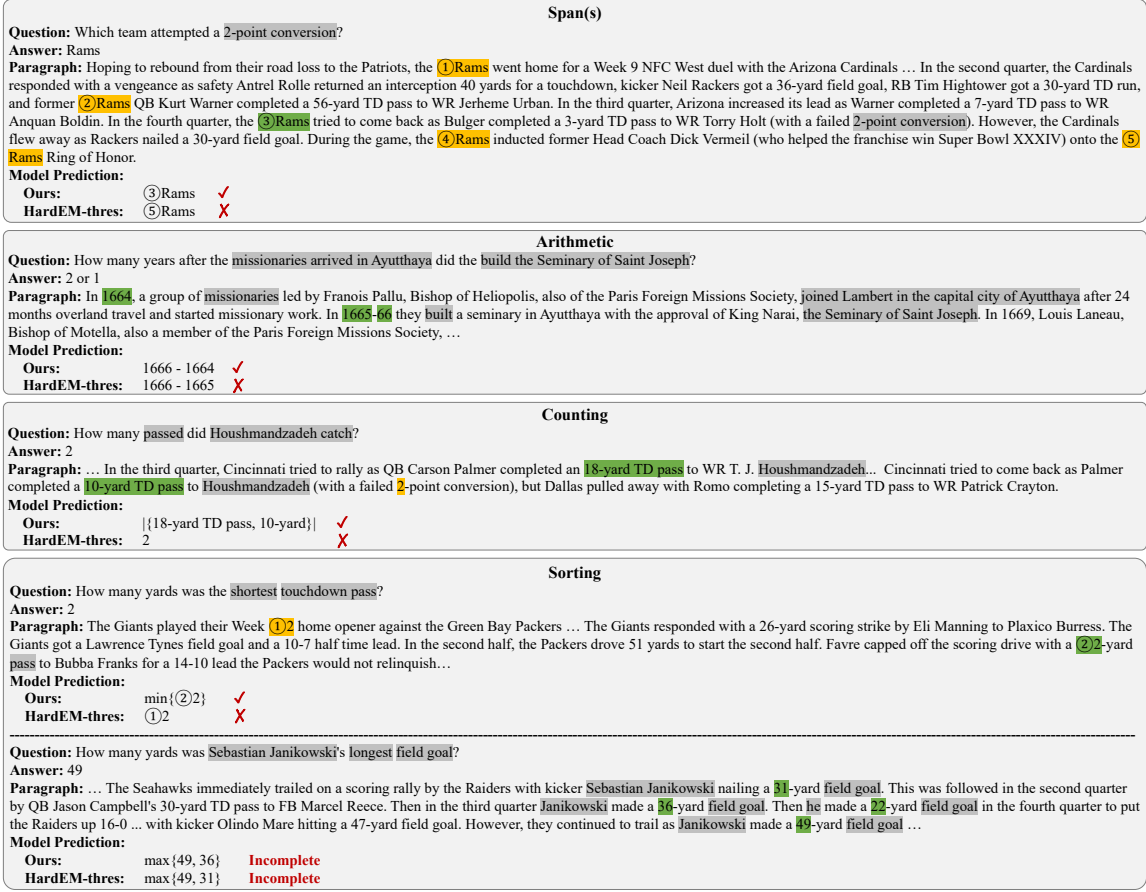 Span(s)
Question: Which team attempted a 2-point conversion?
Answer: Rams
Paragraph: Hoping to rebound from their road loss to the Patriots, the ①Rams went home for a Week 9 NFC West duel with the Arizona Cardinals … In the second quarter, the Cardinals
responded with a vengeance as safety Antrel Rolle returned an interception 40 yards for a touchdown, kicker Neil Rackers got a 36-yard field goal, RB Tim Hightower got a 30-yard TD run,
and former ②Rams QB Kurt Warner completed a 56-yard TD pass to WR Jerheme Urban. In the third quarter, Arizona increased its lead as Warner completed a 7-yard TD pass to WR
Anquan Boldin. In the fourth quarter, the ③Rams tried to come back as Bulger completed a 3-yard TD pass to WR Torry Holt (with a failed 2-point conversion). However, the Cardinals
flew away as Rackers nailed a 30-yard field goal. During the game, the ④Rams inducted former Head Coach Dick Vermeil (who helped the franchise win Super Bowl XXXIV) onto the ⑤
Rams Ring of Honor.
Model Prediction:
Ours: ③Rams ✓
HardEM-thres: ⑤Rams ✗
Arithmetic
Question: How many years after the missionaries arrived in Ayutthaya did the build the Seminary of Saint Joseph?
Answer: 2 or 1
Paragraph: In 1664, a group of missionaries led by Franois Pallu, Bishop of Heliopolis, also of the Paris Foreign Missions Society, joined Lambert in the capital city of Ayutthaya after 24
months overland travel and started missionary work. In 1665-66 they built a seminary in Ayutthaya with the approval of King Narai, the Seminary of Saint Joseph. In 1669, Louis Laneau,
Bishop of Motella, also a member of the Paris Foreign Missions Society, …
Model Prediction:
Ours: 1666 - 1664 ✓
HardEM-thres: 1666 - 1665 ✗
Counting
Question: How many passed did Houshmandzadeh catch?
Answer: 2
Paragraph: … In the third quarter, Cincinnati tried to rally as QB Carson Palmer completed an 18-yard TD pass to WR T. J. Houshmandzadeh... Cincinnati tried to come back as Palmer
completed a 10-yard TD pass to Houshmandzadeh (with a failed 2-point conversion), but Dallas pulled away with Romo completing a 15-yard TD pass to WR Patrick Crayton.
Model Prediction:
Ours: |{18-yard TD pass, 10-yard}| ✓
HardEM-thres: 2 ✗
Sorting
Question: How many yards was the shortest touchdown pass?
Answer: 2
Paragraph: The Giants played their Week ①2 home opener against the Green Bay Packers … The Giants responded with a 26-yard scoring strike by Eli Manning to Plaxico Burress. The
Giants got a Lawrence Tynes field goal and a 10-7 half time lead. In the second half, the Packers drove 51 yards to start the second half. Favre capped off the scoring drive with a ②2-yard
pass to Bubba Franks for a 14-10 lead the Packers would not relinquish…
Model Prediction:
Ours: min{②2} ✓
HardEM-thres: ①2 ✗
Question: How many yards was Sebastian Janikowski's longest field goal?
Answer: 49
Paragraph: … The Seahawks immediately trailed on a scoring rally by the Raiders with kicker Sebastian Janikowski nailing a 31-yard field goal. This was followed in the second quarter
by QB Jason Campbell's 30-yard TD pass to FB Marcel Reece. Then in the third quarter Janikowski made a 36-yard field goal. Then he made a 22-yard field goal in the fourth quarter to put
the Raiders up 16-0 ... with kicker Olindo Mare hitting a 47-yard field goal. However, they continued to trail as Janikowski made a 49-yard field goal …
Model Prediction:
Ours: max{49, 36} Incomplete
HardEM-thres: max{49, 31} Incomplete